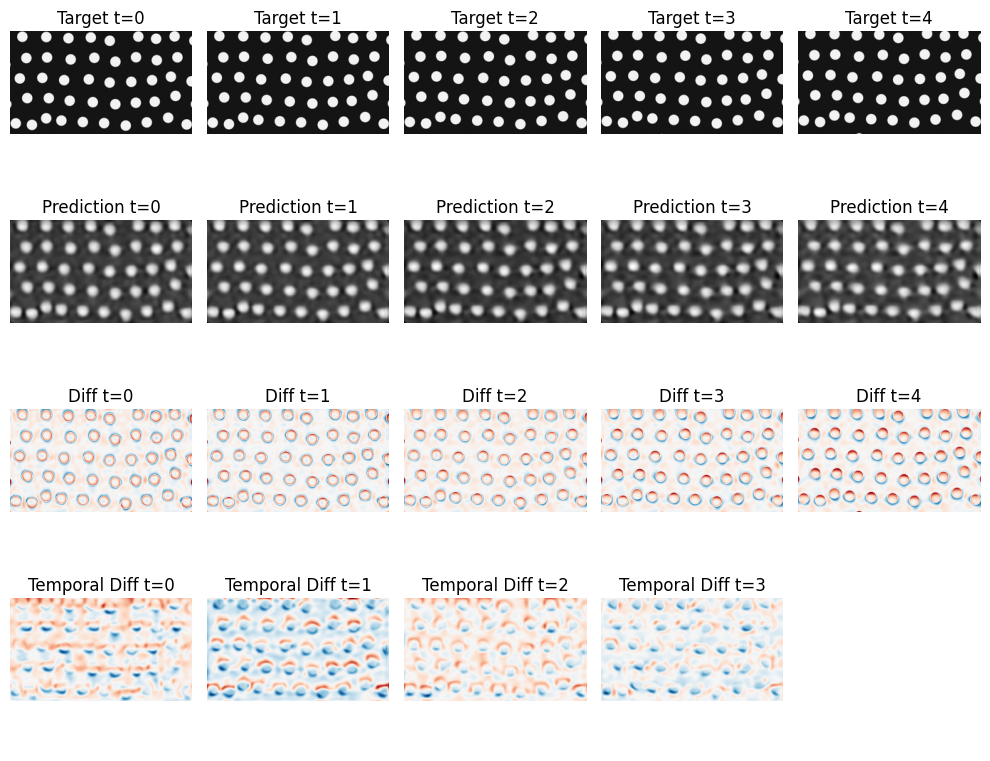 Target t=0
Target t=1
Target t=2
Target t=3
Target t=4
Prediction t=0
Prediction t=1
Prediction t=2
Prediction t=3
Prediction t=4
Diff t=0
Diff t=1
Diff t=2
Diff t=3
Diff t=4
Temporal Diff t=0
Temporal Diff t=1
Temporal Diff t=2
Temporal Diff t=3